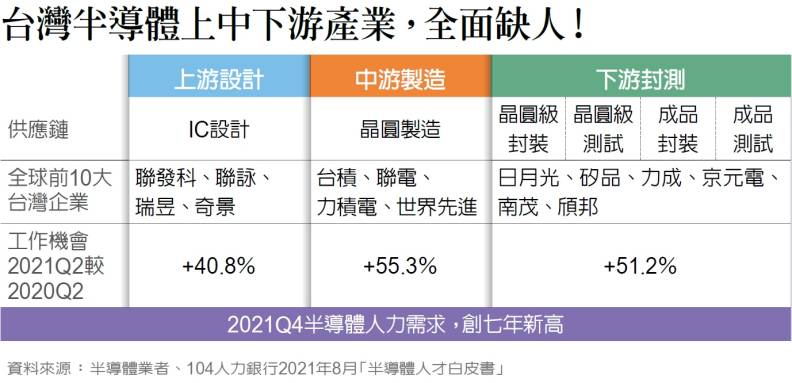 台灣半導體上中下游產業，全面缺人！
上游設計 中游製造 下游封測
供應鏈 IC設計 晶圓製造 晶圓級封裝 晶圓級測試 成品封裝 成品測試
全球前10大 聯發科、聯詠、 台積、聯電、 日月光、矽品、力成、京元電、
台灣企業 瑞昱、奇景 力積電、世界先進 南茂、頎邦
工作機會
2021Q2較 +40.8% +55.3% +51.2%
2020Q2
2021Q4半導體人力需求，創七年新高
資料來源：半導體業者、104人力銀行2021年8月「半導體人才白皮書」